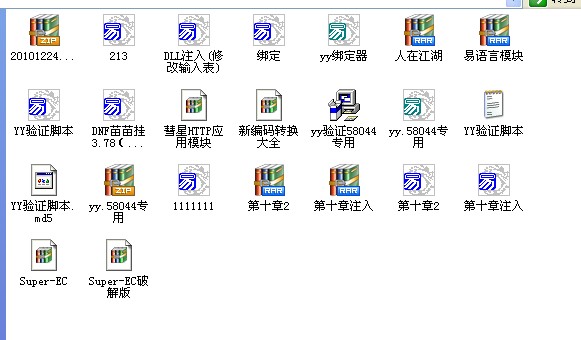 20101224...
213
DLL注入(修
改输入表)
绑定
yy绑定器
人在江湖
易语言模块
YY验证脚本
DNF苗苗挂
3.78(...
彗星HTTP应
用模块
新编码转换
大全
yy验证58044
专用
yy.58044专
用
YY验证脚本
YY验证脚本.
md5
yy.58044专
用
1111111
第十章2
第十章注入
第十章2
第十章注入
Super-EC
Super-EC破
解版
ZIP
RAR
RAR
ZIP
RAR
RAR